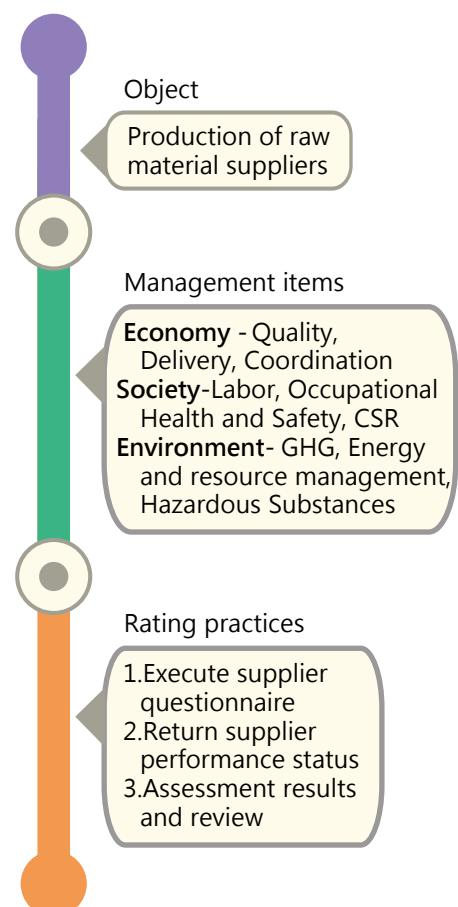 Object
Production of raw
material suppliers
Management items
Economy - Quality,
Delivery, Coordination
Society-Labor, Occupational
Health and Safety, CSR
Environment- GHG, Energy
and resource management,
Hazardous Substances
Rating practices
1.Execute supplier
questionnaire
2.Return supplier
performance status
3.Assessment results
and review